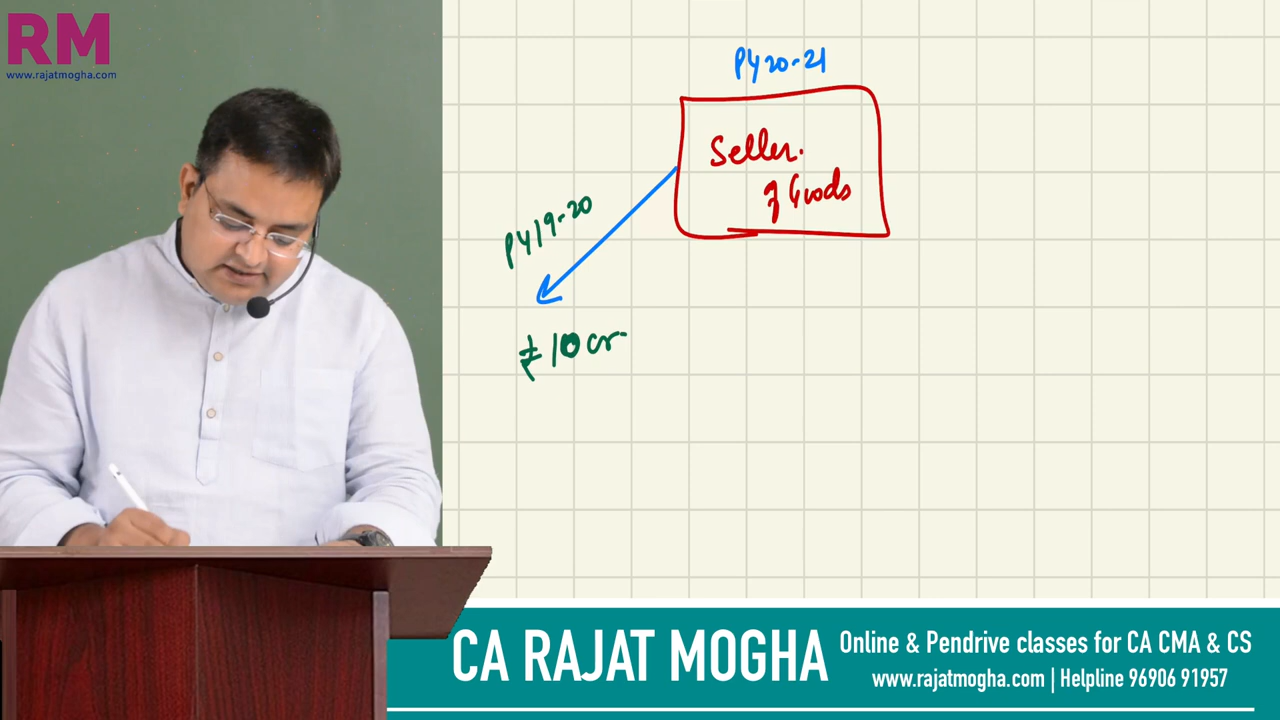 RM
www.rajatmogha.com
PY 20-21
Seller.
of Goods
PY 19-20
₹ 10 cr
CA RAJAT MOGHA
Online & Pendrive classes for CA CMA & CS
www.rajatmogha.com | Helpline 96906 91957